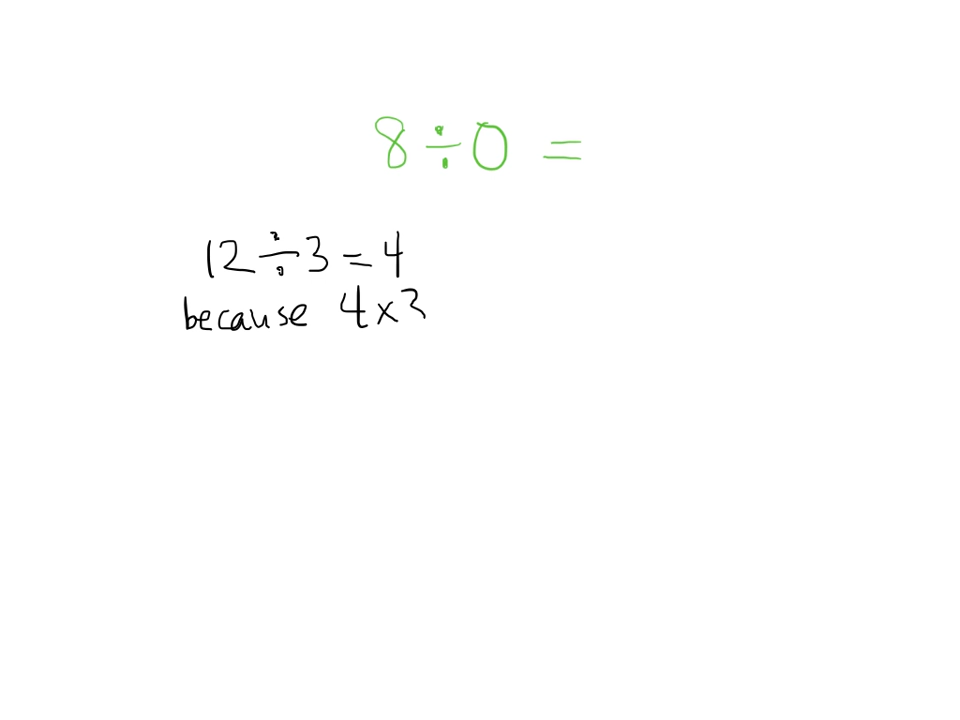 8 ÷ 0 =
12 ÷ 3 = 4
because 4 x 3